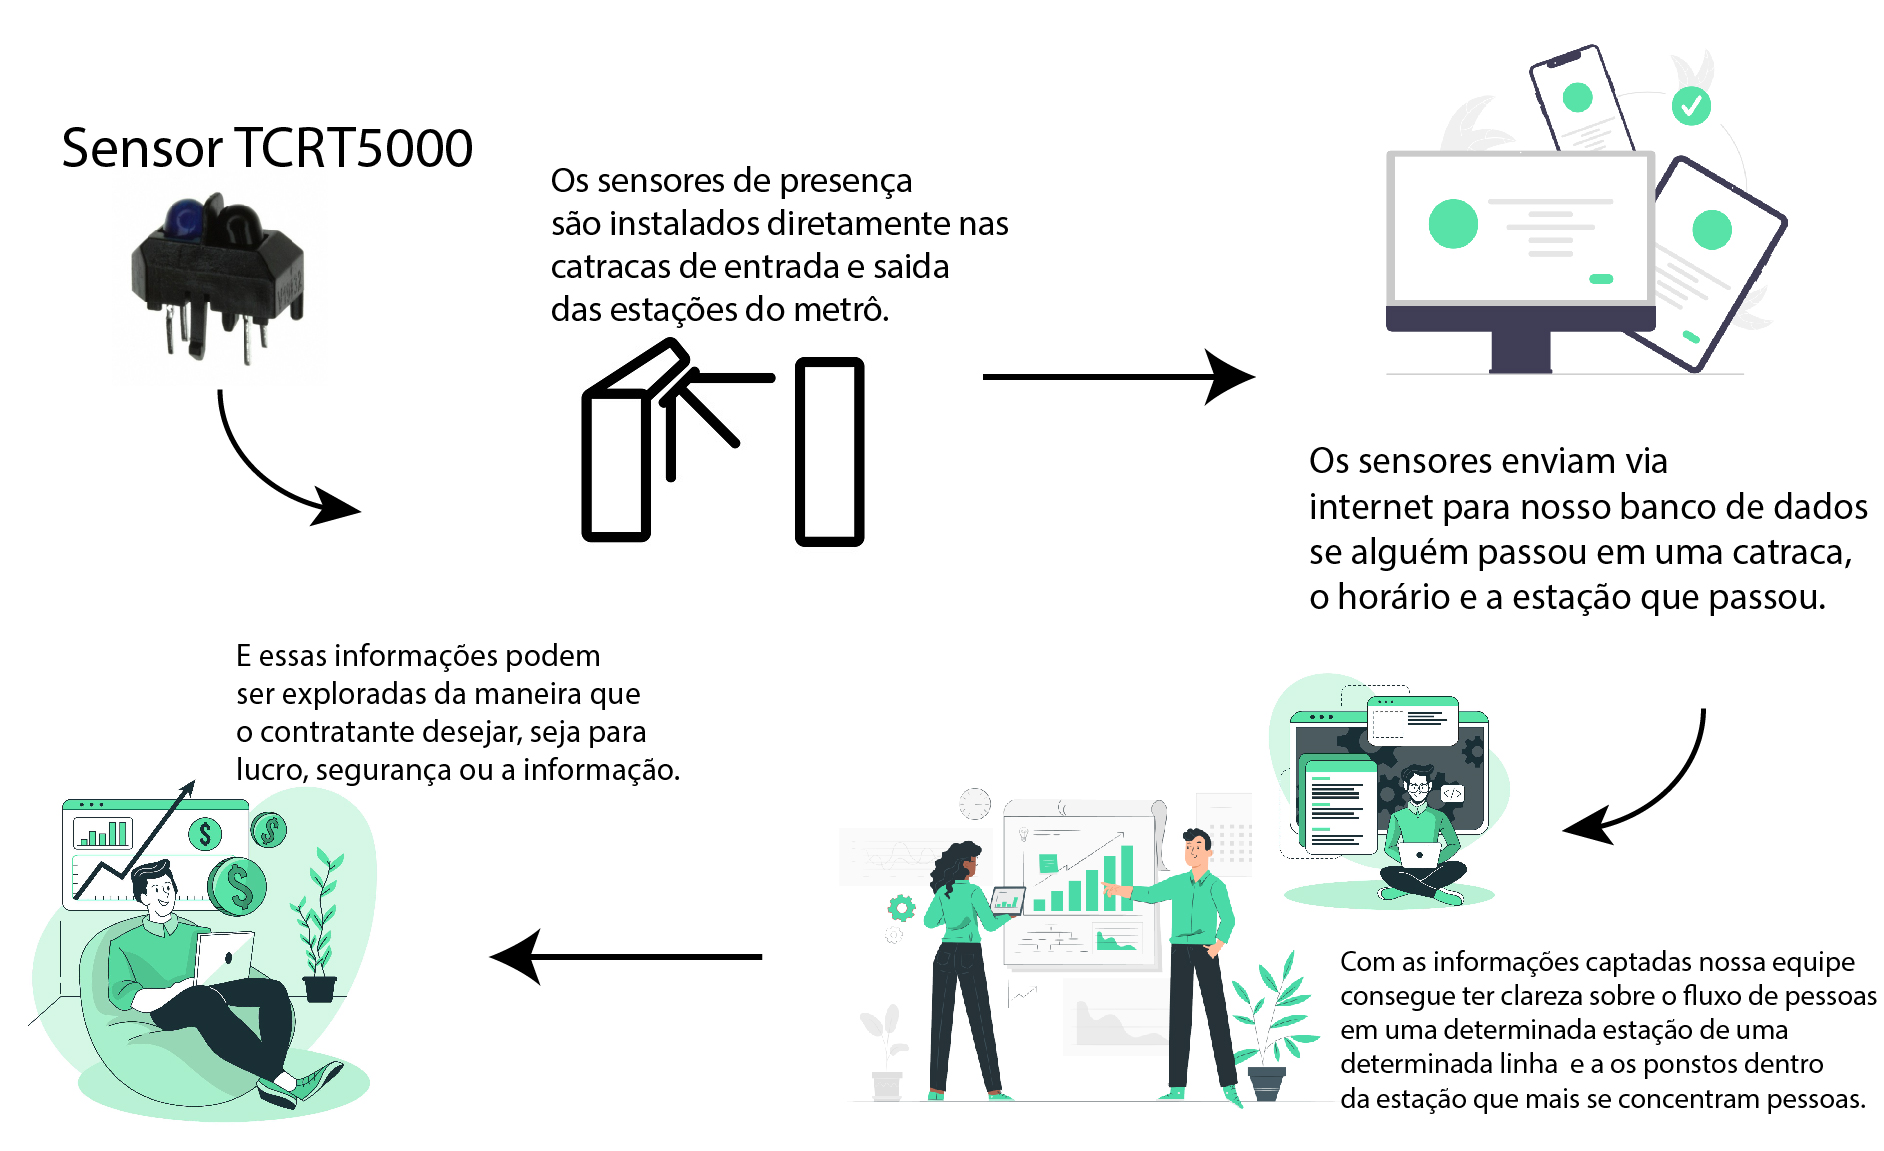 Sensor TCRT5000
Os sensores de presença
são instalados diretamente nas
catracas de entrada e saida
das estações do metrô.
Os sensores enviam via
internet para nosso banco de dados
se alguém passou em uma catraca,
o horário e a estação que passou.
Com as informações captadas nossa equipe
consegue ter clareza sobre o fluxo de pessoas
em uma determinada estação de uma
determinada linha  e a os ponstos dentro
da estação que mais se concentram pessoas.
E essas informações podem
ser exploradas da maneira que
o contratante desejar, seja para
lucro, segurança ou a informação.